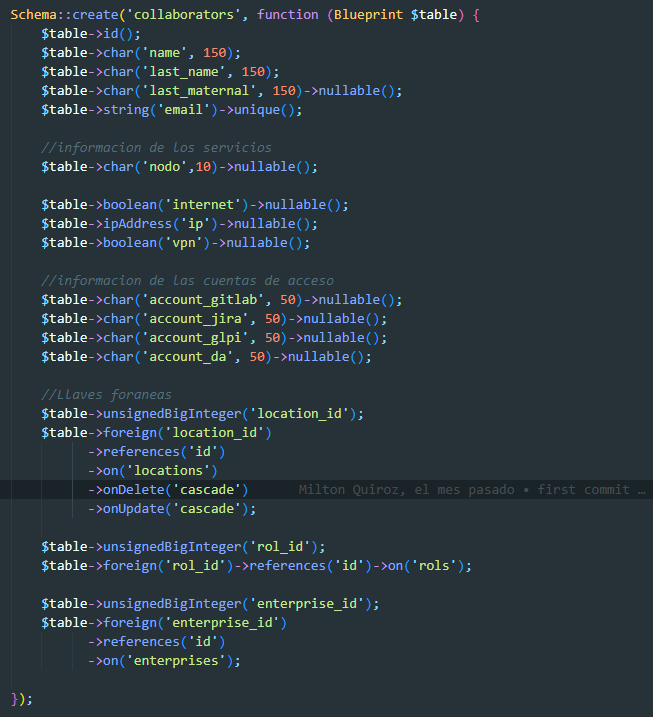 Schema::create('collaborators', function (Blueprint $table) {
    $table->id();
    $table->char('name', 150);
    $table->char('last_name', 150);
    $table->char('last_maternal', 150)->nullable();
    $table->string('email')->unique();

    //informacion de los servicios
    $table->char('nodo',10)->nullable();

    $table->boolean('internet')->nullable();
    $table->ipAddress('ip')->nullable();
    $table->boolean('vpn')->nullable();

    //informacion de las cuentas de acceso
    $table->char('account_gitlab', 50)->nullable();
    $table->char('account_jira', 50)->nullable();
    $table->char('account_glpi', 50)->nullable();
    $table->char('account_da', 50)->nullable();

    //Llaves foraneas
    $table->unsignedBigInteger('location_id');
    $table->foreign('location_id')
          ->references('id')
          ->on('locations')
          ->onDelete('cascade')      Milton Quiroz, el mes pasado • first commit …
          ->onUpdate('cascade');

    $table->unsignedBigInteger('rol_id');
    $table->foreign('rol_id')->references('id')->on('rols');

    $table->unsignedBigInteger('enterprise_id');
    $table->foreign('enterprise_id')
          ->references('id')
          ->on('enterprises');

});